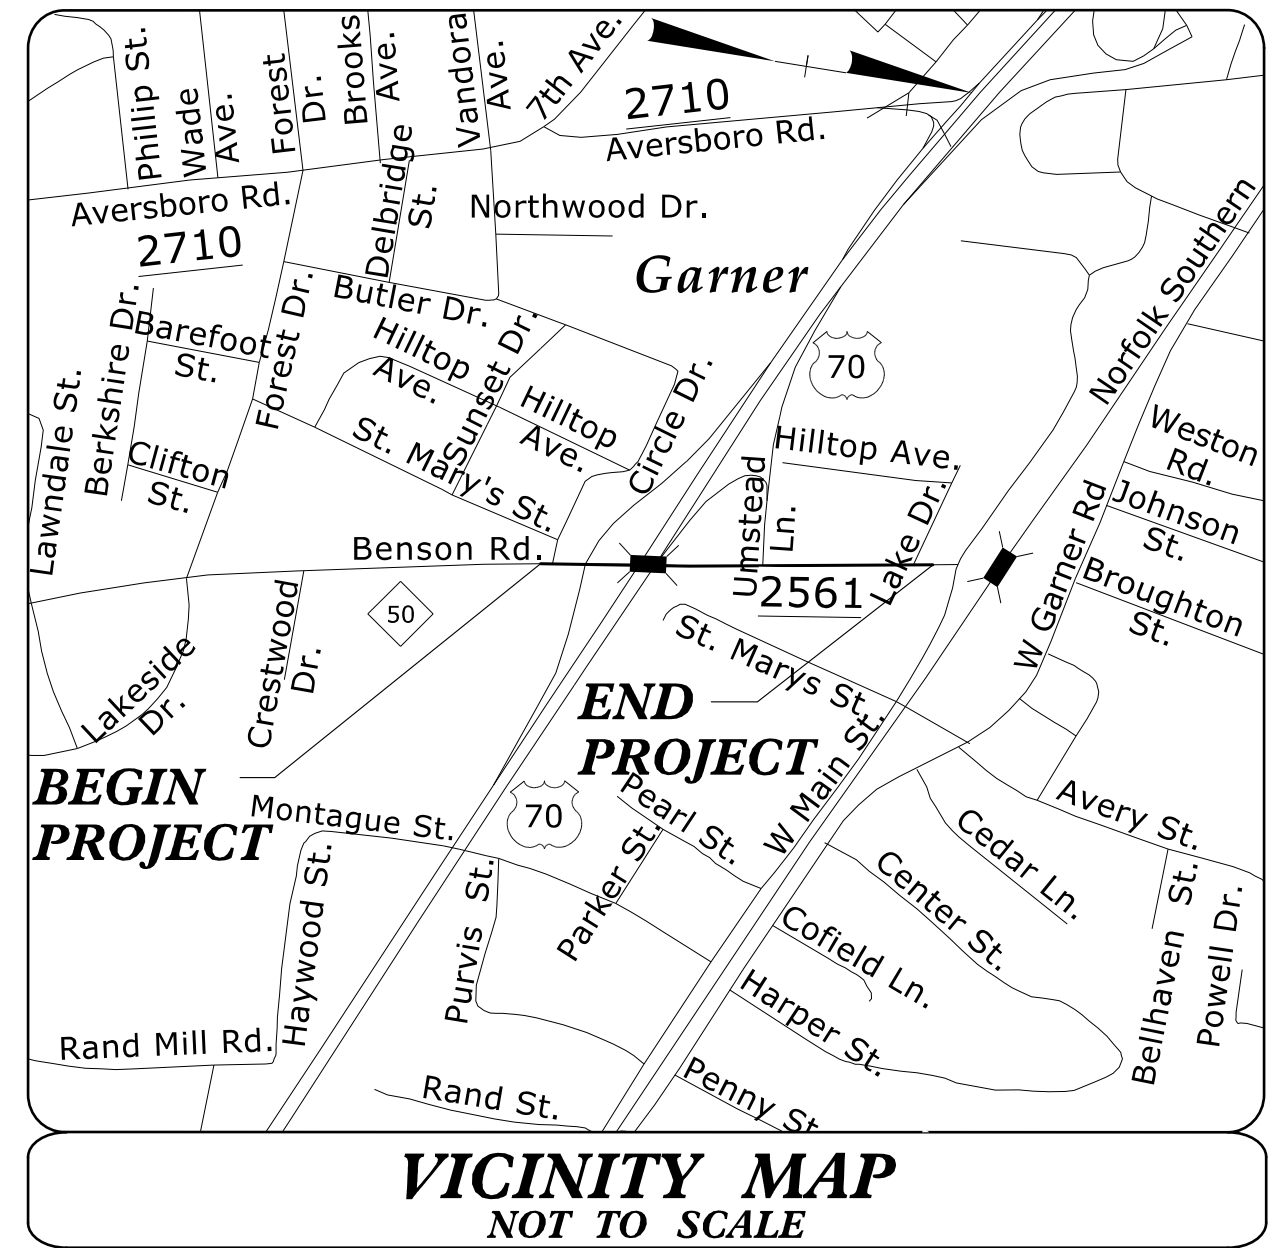 Phillip St.
Wade
Ave.
Forest
Dr.
Brooks
Ave.
Vandora
Ave.
7th Ave.
2710
Aversboro Rd.
Aversboro Rd.
2710
Delbridge
St.
Northwood Dr.
Garner
Norfolk Southern
Butler Dr.
Barefoot
St.
Berkshire Dr.
Forest Dr.
Hilltop
Ave.
Sunset Dr.
Hilltop
Ave.
Circle Dr.
70
Lawndale St.
Clifton
St.
St. Mary's St.
Hilltop Ave.
Weston
Rd.
Johnson
St.
Broughton
St.
Umstead
Ln.
Lake Dr.
W Garner Rd
Benson Rd.
2561
50
Crestwood
Dr.
Lakeside
Dr.
St. Marys St.
END
PROJECT
W Main St.
BEGIN
PROJECT
Montague St.
70
Pearl St.
Parker St.
Avery St.
Cedar Ln.
Center St.
Cofield Ln.
Harper St.
Penny St.
Bellhaven St.
Powell Dr.
Haywood St.
Purvis St.
Rand Mill Rd.
Rand St.
VICINITY MAP
NOT TO SCALE